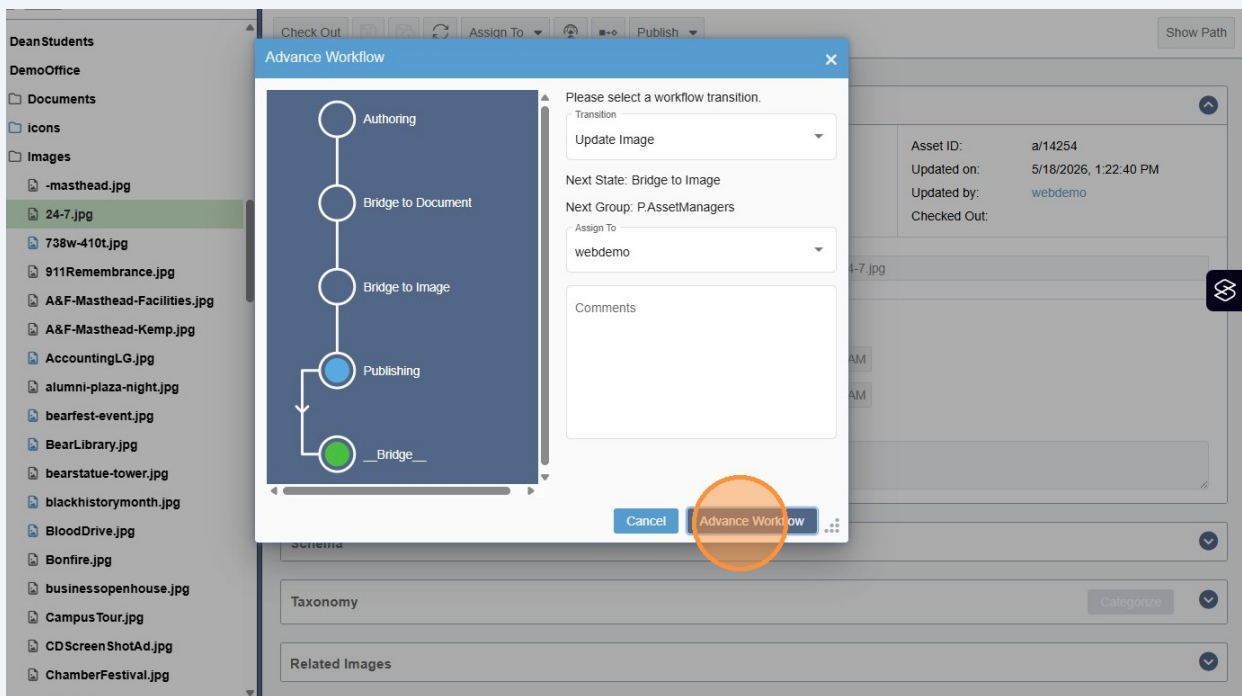 Check Out
Assign To
Publish
Show Path
DeanStudents
DemoOffice
Documents
icons
Images
-masthead.jpg
24-7.jpg
738w-410t.jpg
911Remembrance.jpg
A&F-Masthead-Facilities.jpg
A&F-Masthead-Kemp.jpg
AccountingLG.jpg
alumni-plaza-night.jpg
bearfest-event.jpg
BearLibrary.jpg
bearstatue-tower.jpg
blackhistorymonth.jpg
BloodDrive.jpg
Bonfire.jpg
businessopenhouse.jpg
CampusTour.jpg
CDScreenShotAd.jpg
ChamberFestival.jpg
Advance Workflow
Authoring
Bridge to Document
Bridge to Image
Publishing
__Bridge__
Please select a workflow transition.
Transition
Update Image
Next State: Bridge to Image
Next Group: P.AssetManagers
Assign To
webdemo
Comments
Cancel
Advance Workflow
Asset ID: a/14254
Updated on: 5/18/2026, 1:22:40 PM
Updated by: webdemo
Checked Out:
4-7.jpg
AM
AM
Schema
Taxonomy
Categorize
Related Images